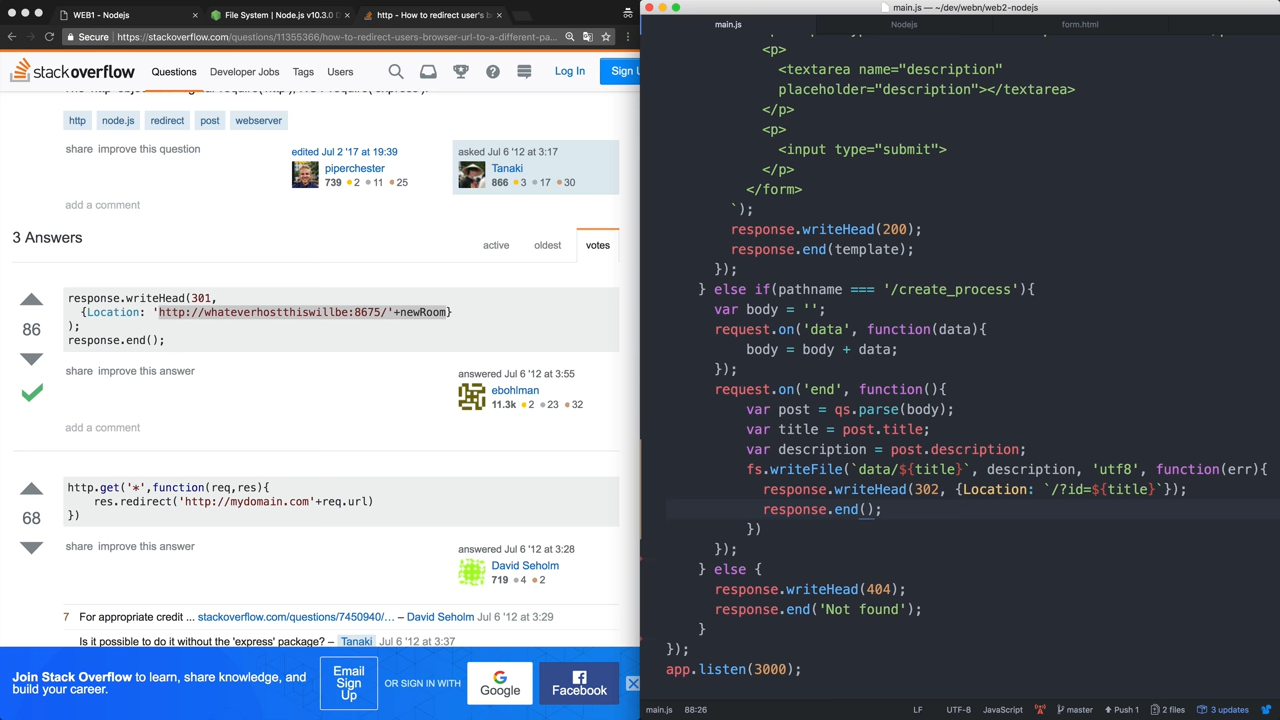 WEB1 - Nodejs
File System | Node.js v10.3.0 D
http - How to redirect user's b
Secure | https://stackoverflow.com/questions/11355366/how-to-redirect-users-browser-url-to-a-different-pa...
stackoverflow
Questions
Developer Jobs
Tags
Users
Log In
Sign U
http
node.js
redirect
post
webserver
share improve this question
edited Jul 2 '17 at 19:39
piperchester
739 2 11 25
asked Jul 6 '12 at 3:17
Tanaki
866 3 17 30
add a comment
3 Answers
active
oldest
votes
86
response.writeHead(301,
{Location: 'http://whateverhostthiswillbe:8675/'+newRoom}
);
response.end();
share improve this answer
answered Jul 6 '12 at 3:55
ebohlman
11.3k 2 23 32
add a comment
68
http.get('*',function(req,res){
res.redirect('http://mydomain.com'+req.url)
})
share improve this answer
answered Jul 6 '12 at 3:28
David Seholm
719 4 2
7 For appropriate credit ... stackoverflow.com/questions/7450940/... – David Seholm Jul 6 '12 at 3:29
Is it possible to do it without the 'express' package? – Tanaki Jul 6 '12 at 3:37
Join Stack Overflow to learn, share knowledge, and build your career.
Email Sign Up
OR SIGN IN WITH
Google
Facebook
main.js — ~/dev/webn/web2-nodejs
main.js
Nodejs
form.html
<p>
<textarea name="description"
placeholder="description"></textarea>
</p>
<p>
<input type="submit">
</p>
</form>
`);
response.writeHead(200);
response.end(template);
});
} else if(pathname === '/create_process'){
var body = '';
request.on('data', function(data){
body = body + data;
});
request.on('end', function(){
var post = qs.parse(body);
var title = post.title;
var description = post.description;
fs.writeFile(`data/${title}`, description, 'utf8', function(err){
response.writeHead(302, {Location: `/?id=${title}`});
response.end();
})
});
} else {
response.writeHead(404);
response.end('Not found');
}
});
app.listen(3000);
main.js 88:26
LF UTF-8 JavaScript master Push 1 2 files 3 updates